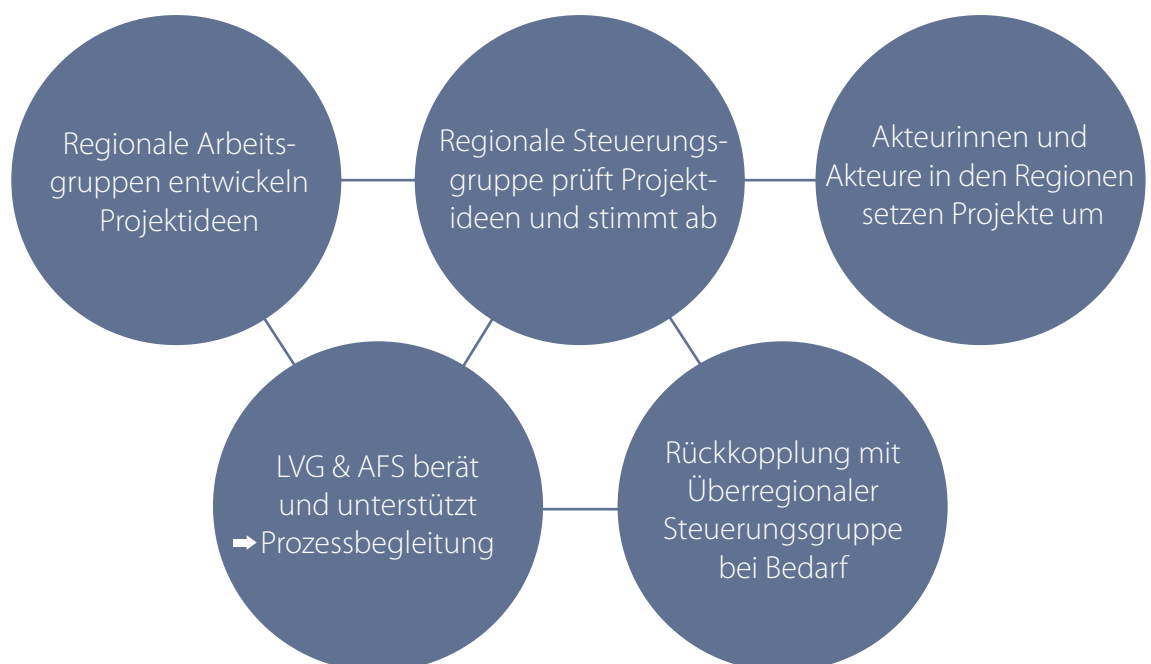 Regionale Arbeits-
gruppen entwickeln
Projektideen
Regionale Steuerungs-
gruppe prüft Projekt-
ideen und stimmt ab
Akteurinnen und
Akteure in den Regionen
setzen Projekte um
LVG & AFS berät
und unterstützt
➡Prozessbegleitung
Rückkopplung mit
Überregionaler
Steuerungsgruppe
bei Bedarf